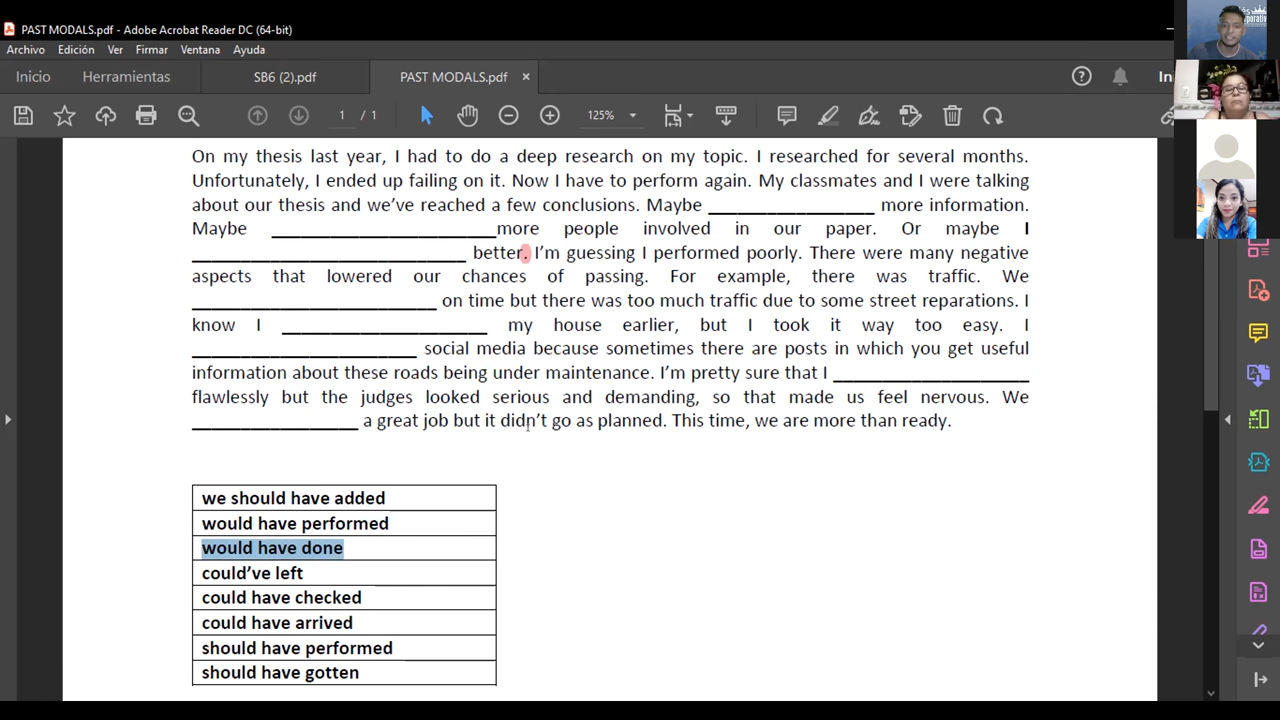 PAST MODALS.pdf - Adobe Acrobat Reader DC (64-bit)
Archivo Edición Ver Firmar Ventana Ayuda
Inicio Herramientas SB6 (2).pdf PAST MODALS.pdf × ? In
1 / 1 125%
On my thesis last year, I had to do a deep research on my topic. I researched for several months.
Unfortunately, I ended up failing on it. Now I have to perform again. My classmates and I were talking
about our thesis and we’ve reached a few conclusions. Maybe _________________ more information.
Maybe _______________________more people involved in our paper. Or maybe I
____________________________ better. I’m guessing I performed poorly. There were many negative
aspects that lowered our chances of passing. For example, there was traffic. We
_________________________ on time but there was too much traffic due to some street reparations. I
know I _____________________ my house earlier, but I took it way too easy. I
_______________________ social media because sometimes there are posts in which you get useful
information about these roads being under maintenance. I’m pretty sure that I ____________________
flawlessly but the judges looked serious and demanding, so that made us feel nervous. We
_________________ a great job but it didn’t go as planned. This time, we are more than ready.
we should have added
would have performed
would have done
could’ve left
could have checked
could have arrived
should have performed
should have gotten